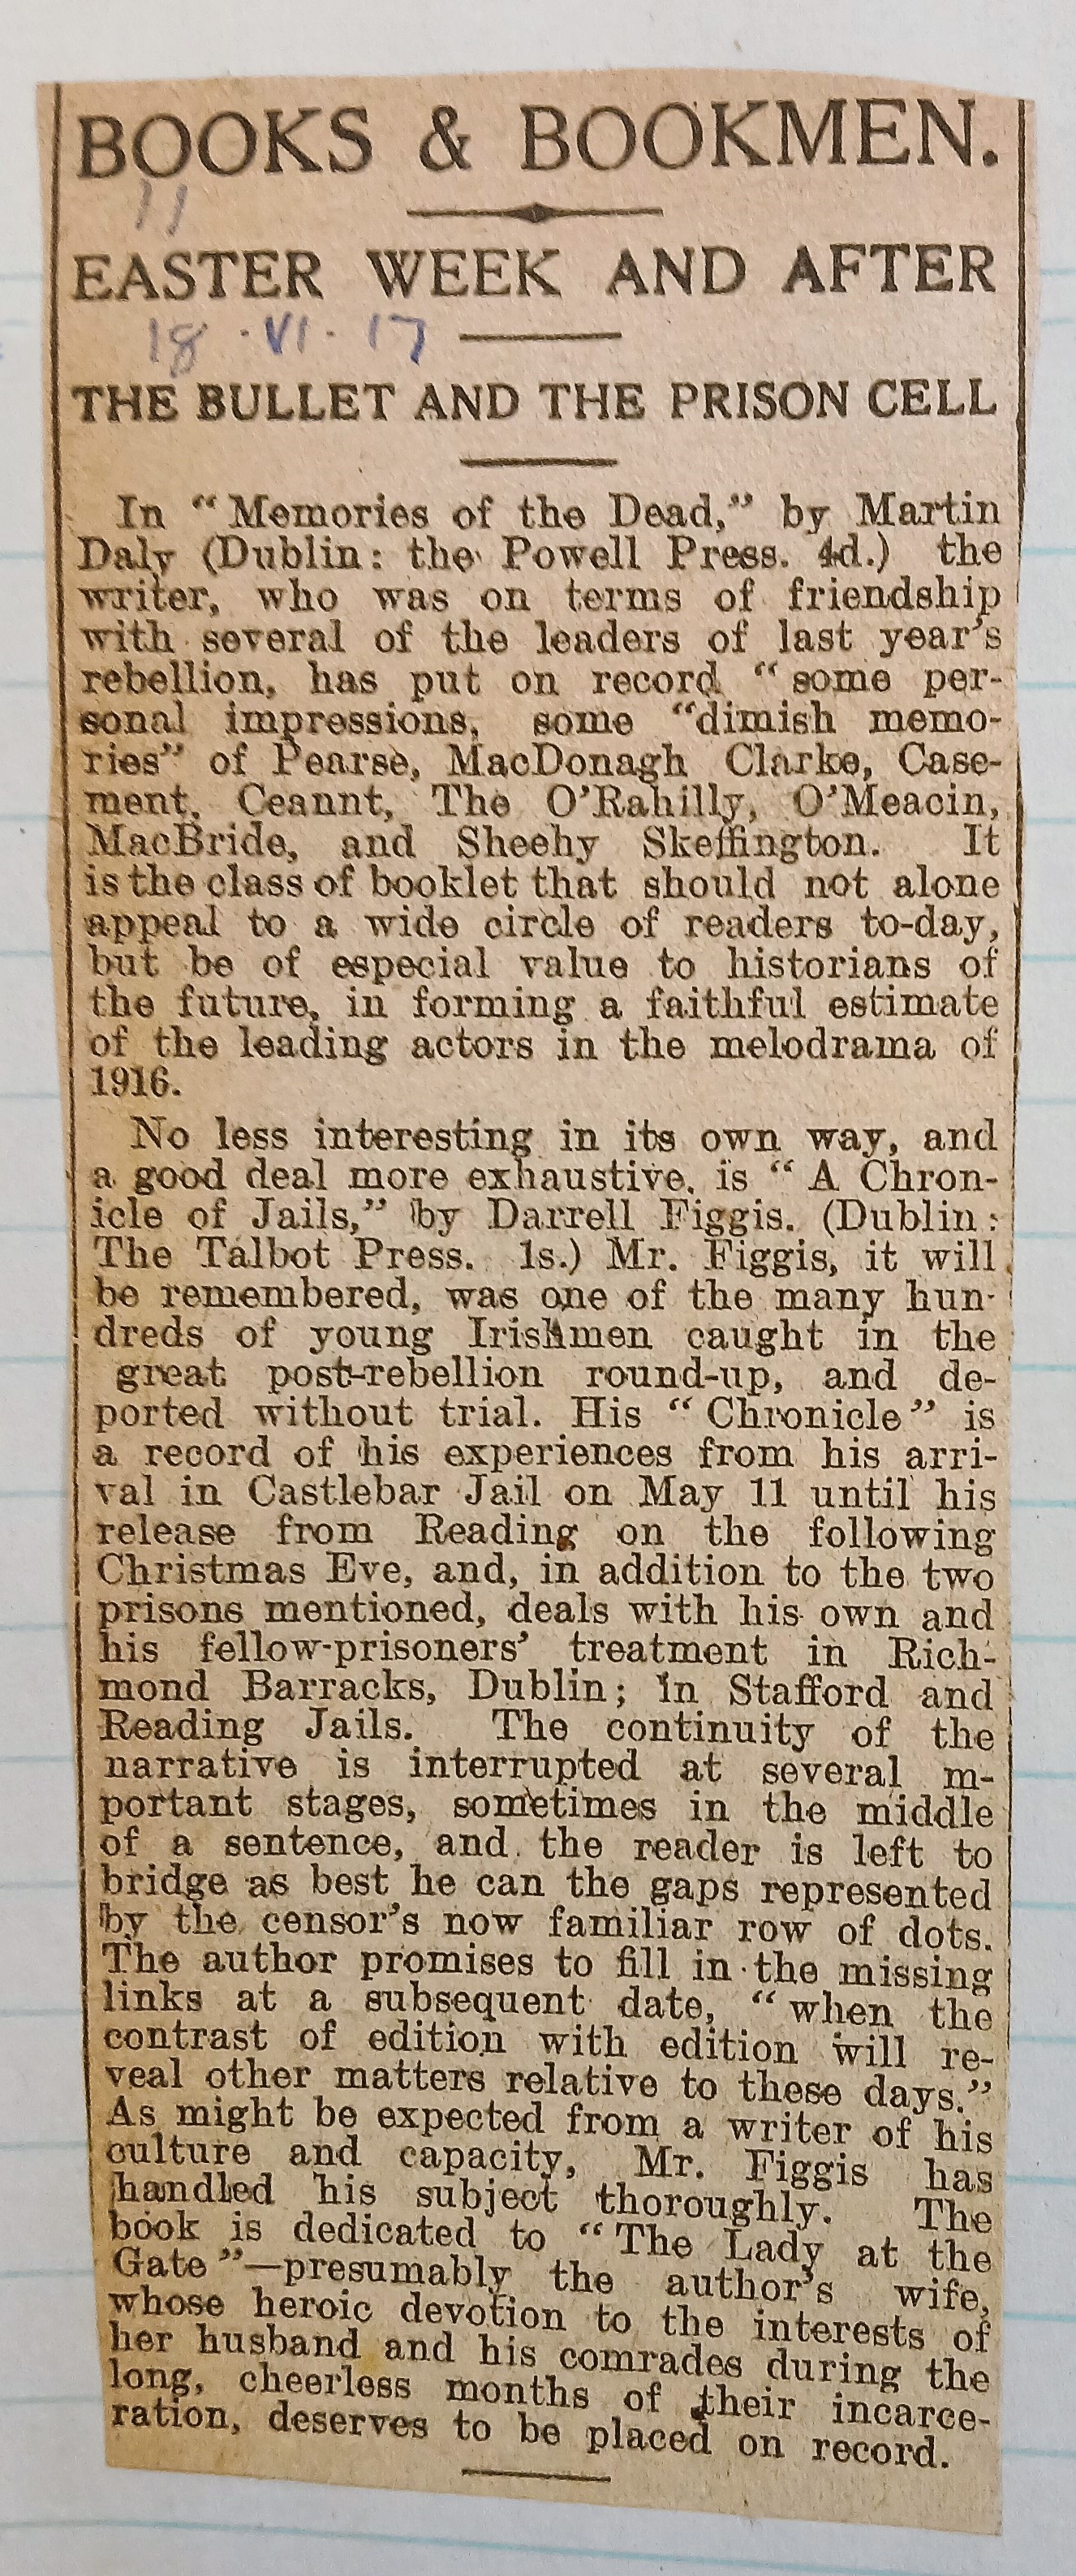 BOOKS & BOOKMEN.
11
EASTER WEEK AND AFTER
18 · VI · 17
THE BULLET AND THE PRISON CELL
In “Memories of the Dead,” by Martin
Daly (Dublin: the Powell Press. 4d.) the
writer, who was on terms of friendship
with several of the leaders of last year’s
rebellion, has put on record “some per-
sonal impressions, some “dimish memo-
ries” of Pearse, MacDonagh Clarke, Case-
ment, Ceannt, The O’Rahilly, O’Meacin,
MacBride, and Sheehy Skeffington. It
is the class of booklet that should not alone
appeal to a wide circle of readers to-day,
but be of especial value to historians of
the future, in forming a faithful estimate
of the leading actors in the melodrama of
1916.
No less interesting in its own way, and
a good deal more exhaustive, is “A Chron-
icle of Jails,” by Darrell Figgis. (Dublin:
The Talbot Press. 1s.) Mr. Figgis, it will
be remembered, was one of the many hun-
dreds of young Irishmen caught in the
great post-rebellion round-up, and de-
ported without trial. His “Chronicle” is
a record of his experiences from his arri-
val in Castlebar Jail on May 11 until his
release from Reading on the following
Christmas Eve, and, in addition to the two
prisons mentioned, deals with his own and
his fellow-prisoners’ treatment in Rich-
mond Barracks, Dublin; in Stafford and
Reading Jails. The continuity of the
narrative is interrupted at several m-
portant stages, sometimes in the middle
of a sentence, and the reader is left to
bridge as best he can the gaps represented
by the censor’s now familiar row of dots.
The author promises to fill in the missing
links at a subsequent date, “when the
contrast of edition with edition will re-
veal other matters relative to these days.”
As might be expected from a writer of his
culture and capacity, Mr. Figgis has
handled his subject thoroughly. The
book is dedicated to “The Lady at the
Gate”—presumably the author’s wife,
whose heroic devotion to the interests of
her husband and his comrades during the
long, cheerless months of their incarce-
ration, deserves to be placed on record.